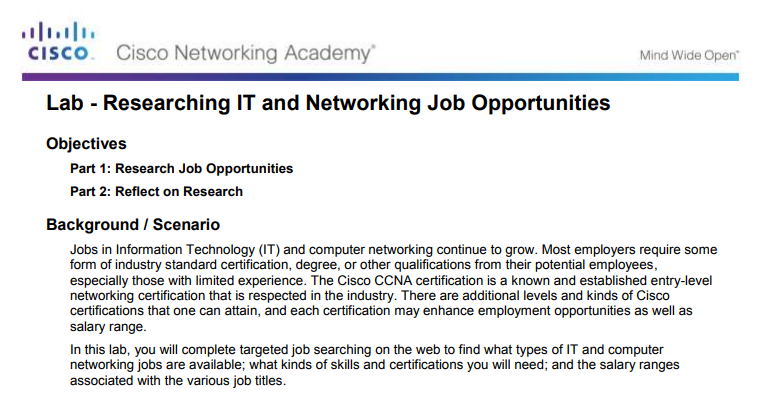 CISCO Cisco Networking Academy® Mind Wide Open™
Lab - Researching IT and Networking Job Opportunities
Objectives
Part 1: Research Job Opportunities
Part 2: Reflect on Research
Background / Scenario
Jobs in Information Technology (IT) and computer networking continue to grow. Most employers require some
form of industry standard certification, degree, or other qualifications from their potential employees,
especially those with limited experience. The Cisco CCNA certification is a known and established entry-level
networking certification that is respected in the industry. There are additional levels and kinds of Cisco
certifications that one can attain, and each certification may enhance employment opportunities as well as
salary range.
In this lab, you will complete targeted job searching on the web to find what types of IT and computer
networking jobs are available; what kinds of skills and certifications you will need; and the salary ranges
associated with the various job titles.